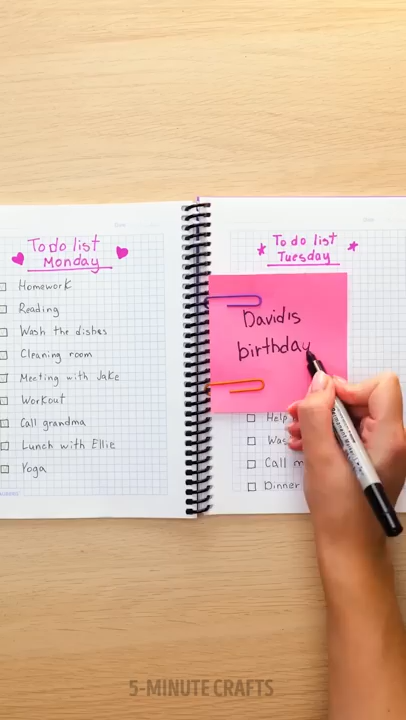 To do list
Monday
Homework
Reading
Wash the dishes
Cleaning room
Meeting with Jake
Workout
Call grandma
Lunch with Ellie
Yoga
To do list
Tuesday
David's
birthday
Help
Call
Dinner
5-MINUTE CRAFTS